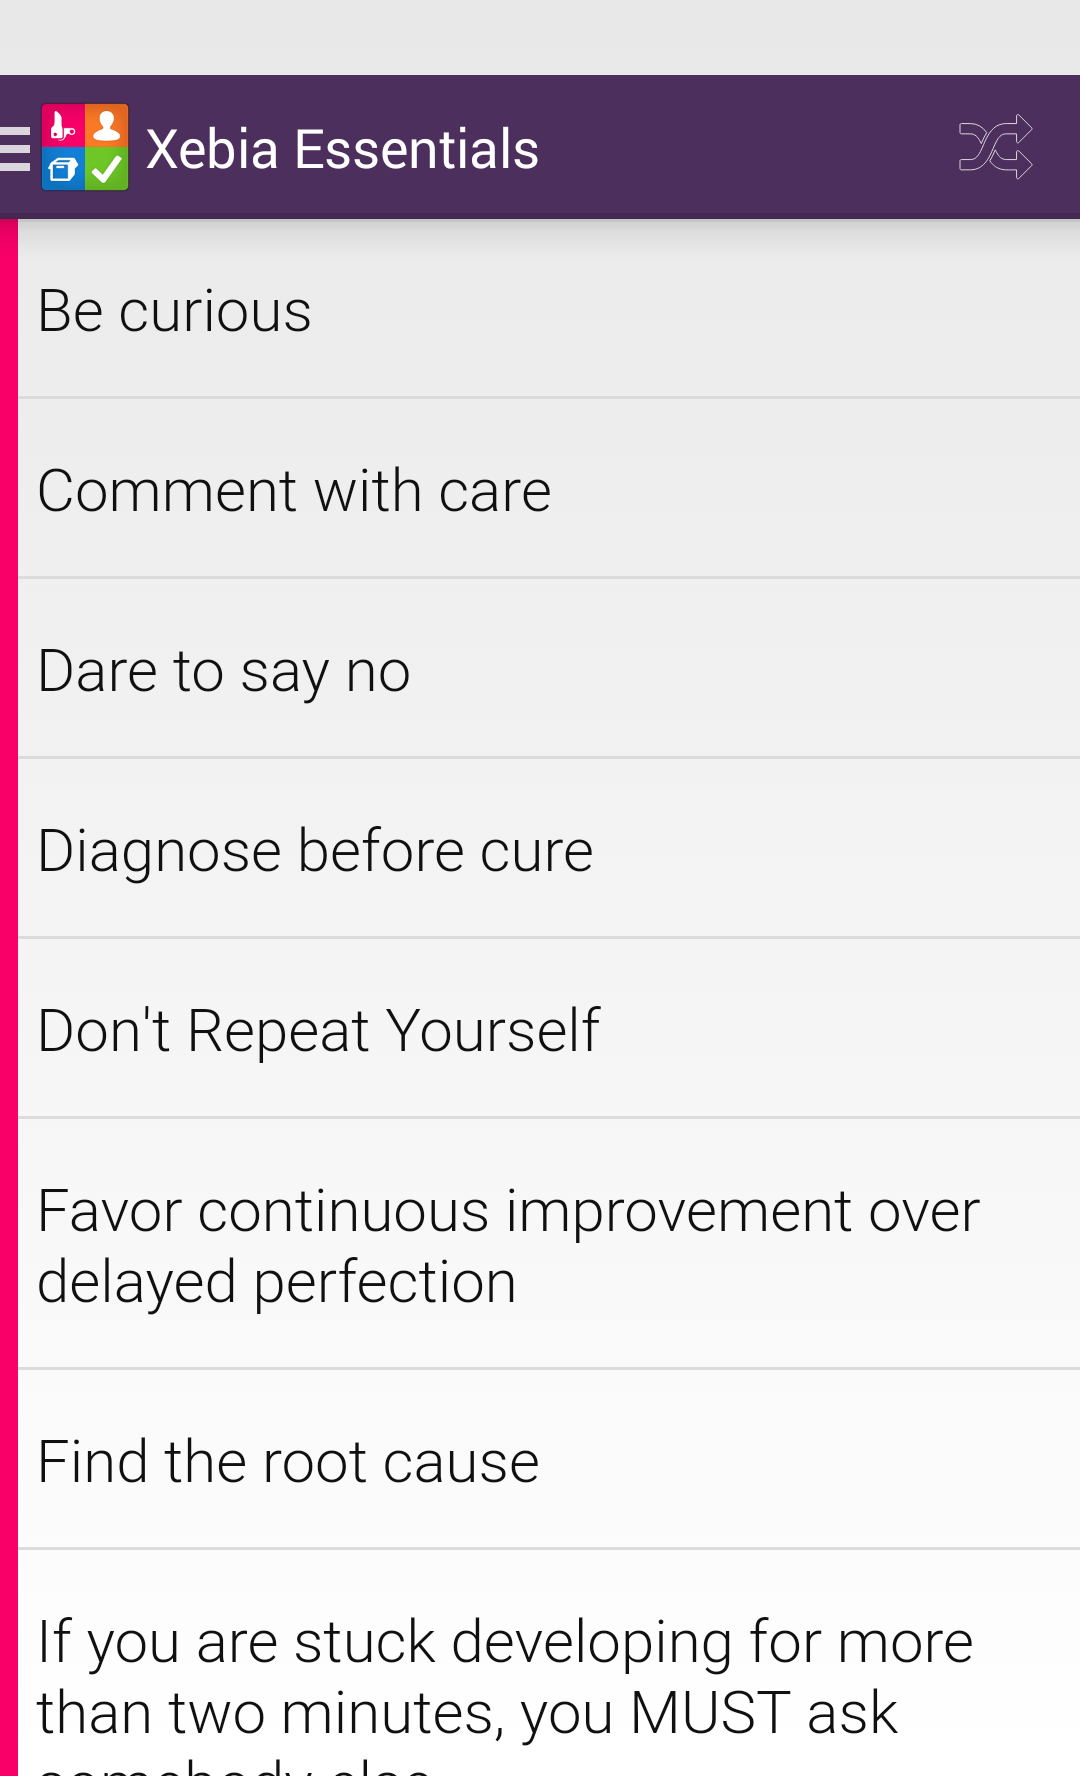 Xebia Essentials
Be curious
Comment with care
Dare to say no
Diagnose before cure
Don't Repeat Yourself
Favor continuous improvement over
delayed perfection
Find the root cause
If you are stuck developing for more
than two minutes, you MUST ask
somebody else